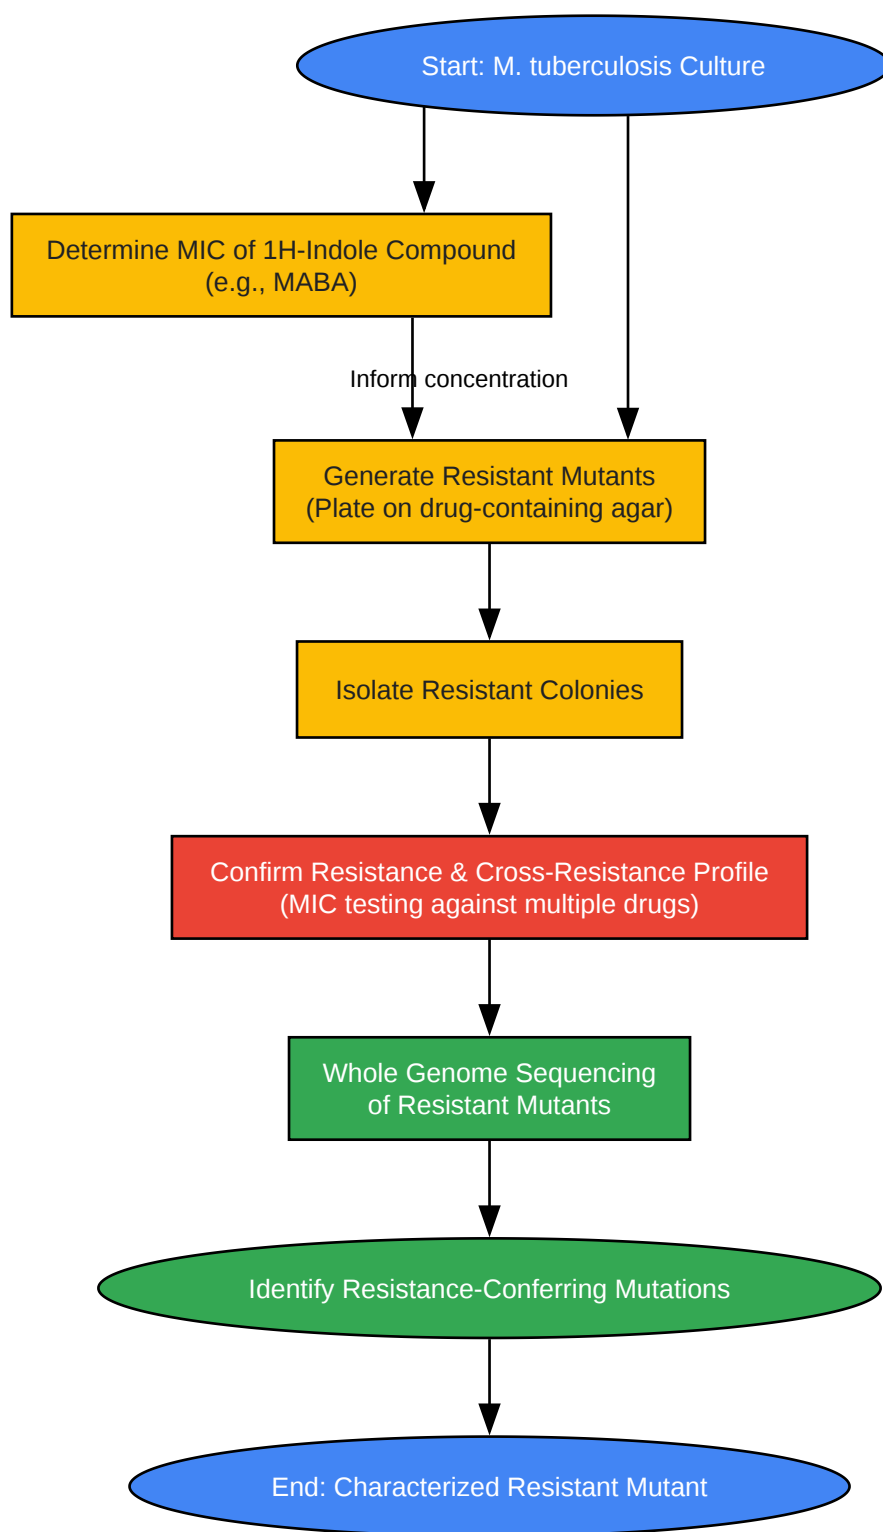 Start: M. tuberculosis Culture
Determine MIC of 1H-Indole Compound
(e.g., MABA)
Inform concentration
Generate Resistant Mutants
(Plate on drug-containing agar)
Isolate Resistant Colonies
Confirm Resistance & Cross-Resistance Profile
(MIC testing against multiple drugs)
Whole Genome Sequencing
of Resistant Mutants
Identify Resistance-Conferring Mutations
End: Characterized Resistant Mutant